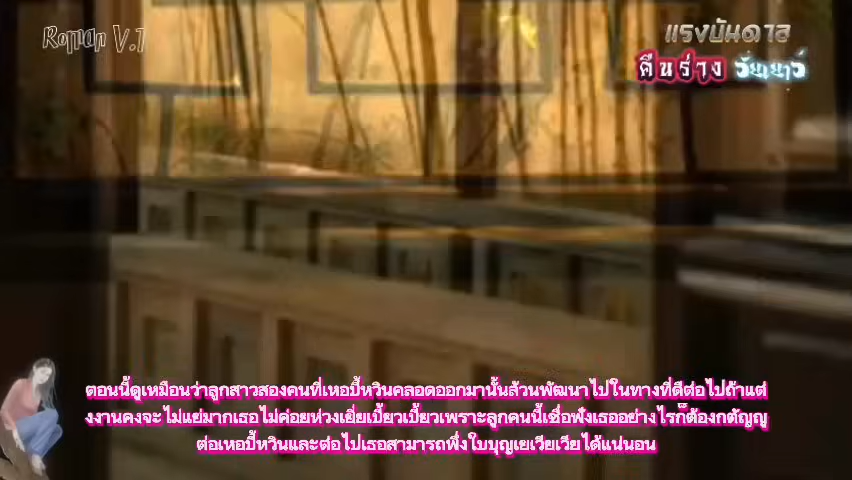 Roman V.1
แรงบันดาล
คืนร่าง วัยเยาว์
ตอนนี้ดูเหมือนว่าลูกสาวสองคนที่เหอปี้หวินคลอดออกมานั้นล้วนพัฒนาไปในทางที่ดีต่อไปถ้าแต่
งงานคงจะไม่แย่มากเธอไม่ค่อยห่วงเยี่ยเบี้ยวเบี้ยวเพราะลูกคนนี้เชื่อฟังเธออย่างไรก็ต้องกตัญญู
ต่อเหอปี้หวินและต่อไปเธอสามารถพึ่งใบบุญเยเวียเวียได้แน่นอน